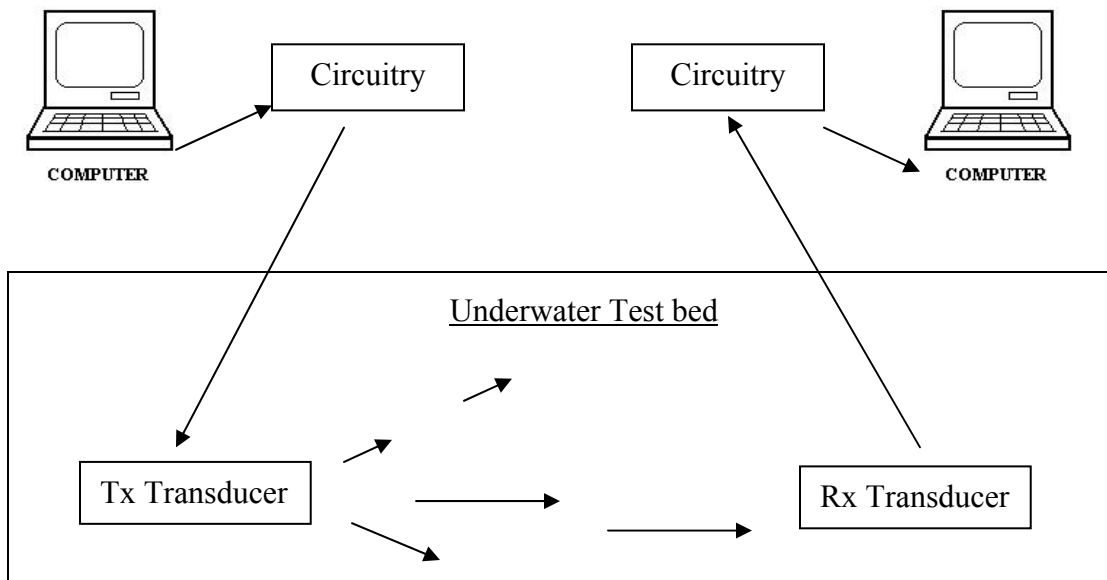 Circuitry
Circuitry
COMPUTER
COMPUTER
Underwater Test bed
Tx Transducer
Rx Transducer